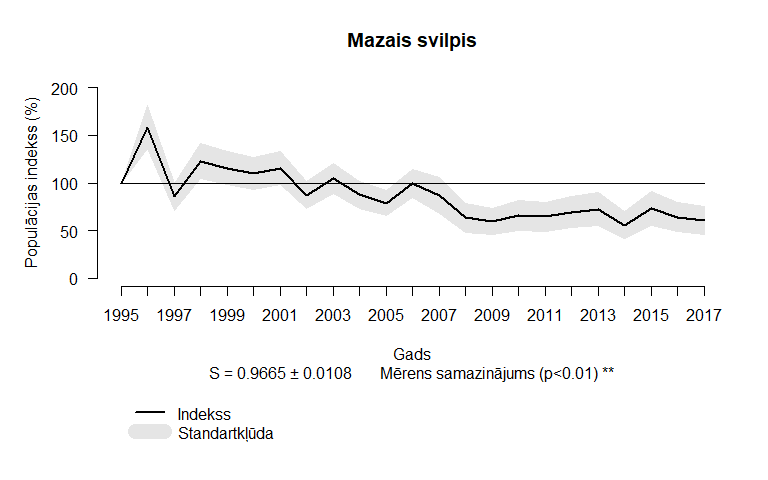 Mazais svilpis
Populācijas indekss (%)
200
150
100
50
0
1995 1997 1999 2001 2003 2005 2007 2009 2011 2013 2015 2017
Gads
S = 0.9665 ± 0.0108 Mērens samazinājums (p<0.01) **
Indekss
Standartkļūda